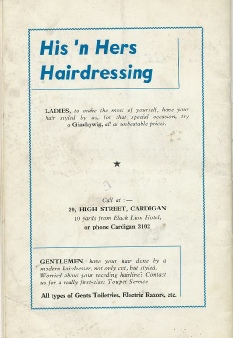 His 'n Hers
Hairdressing
LADIES, to make the most of yourself, have your
hair styled by us, for that special occasion, try
a Gimbywig, all at unbeatable prices.
★
Call at :—
29, HIGH STREET, CARDIGAN
10 yards from Black Lion Hotel,
or phone Cardigan 2102
GENTLEMEN, have your hair done by a
modern hairdresser, not only cut, but styled.
Worried about your receding hairline? Contact
us for a really first-class Toupée Service
All types of Gents Toiletries, Electric Razors, etc.